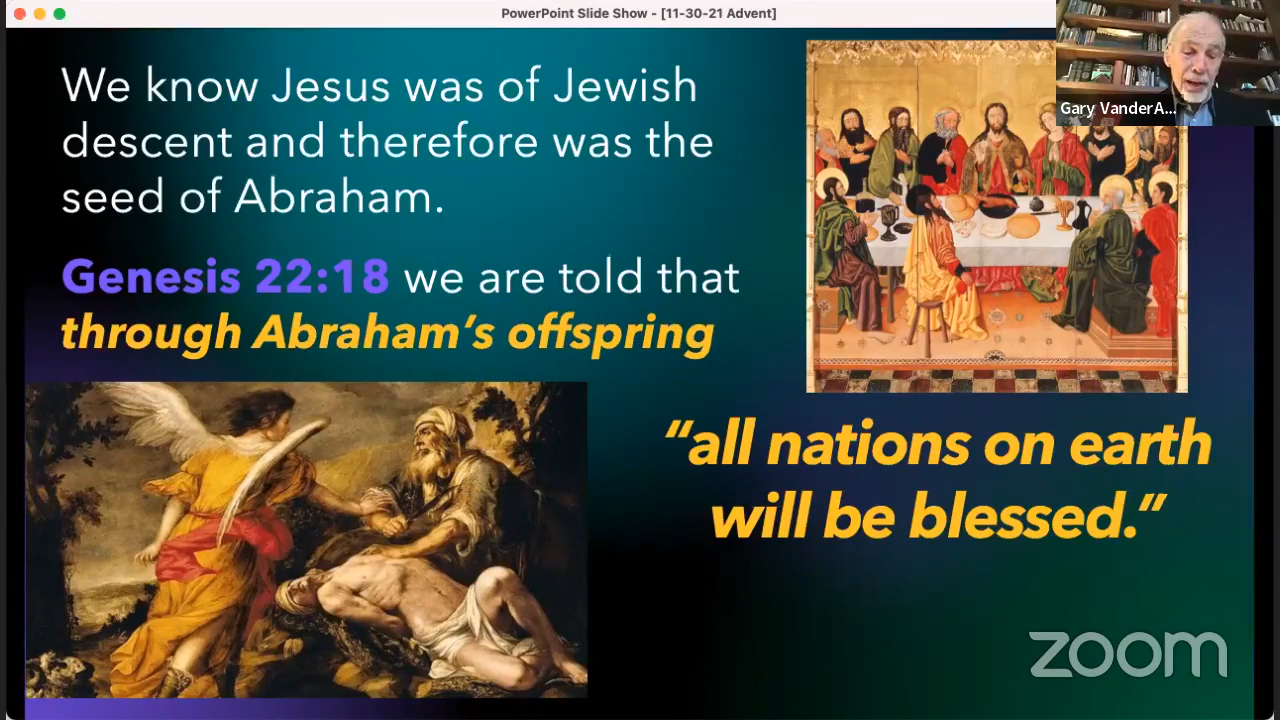 PowerPoint Slide Show - [11-30-21 Advent]
We know Jesus was of Jewish
descent and therefore was the
seed of Abraham.
Genesis 22:18 we are told that
through Abraham’s offspring
“all nations on earth
will be blessed.”
Gary VanderA...
zoom